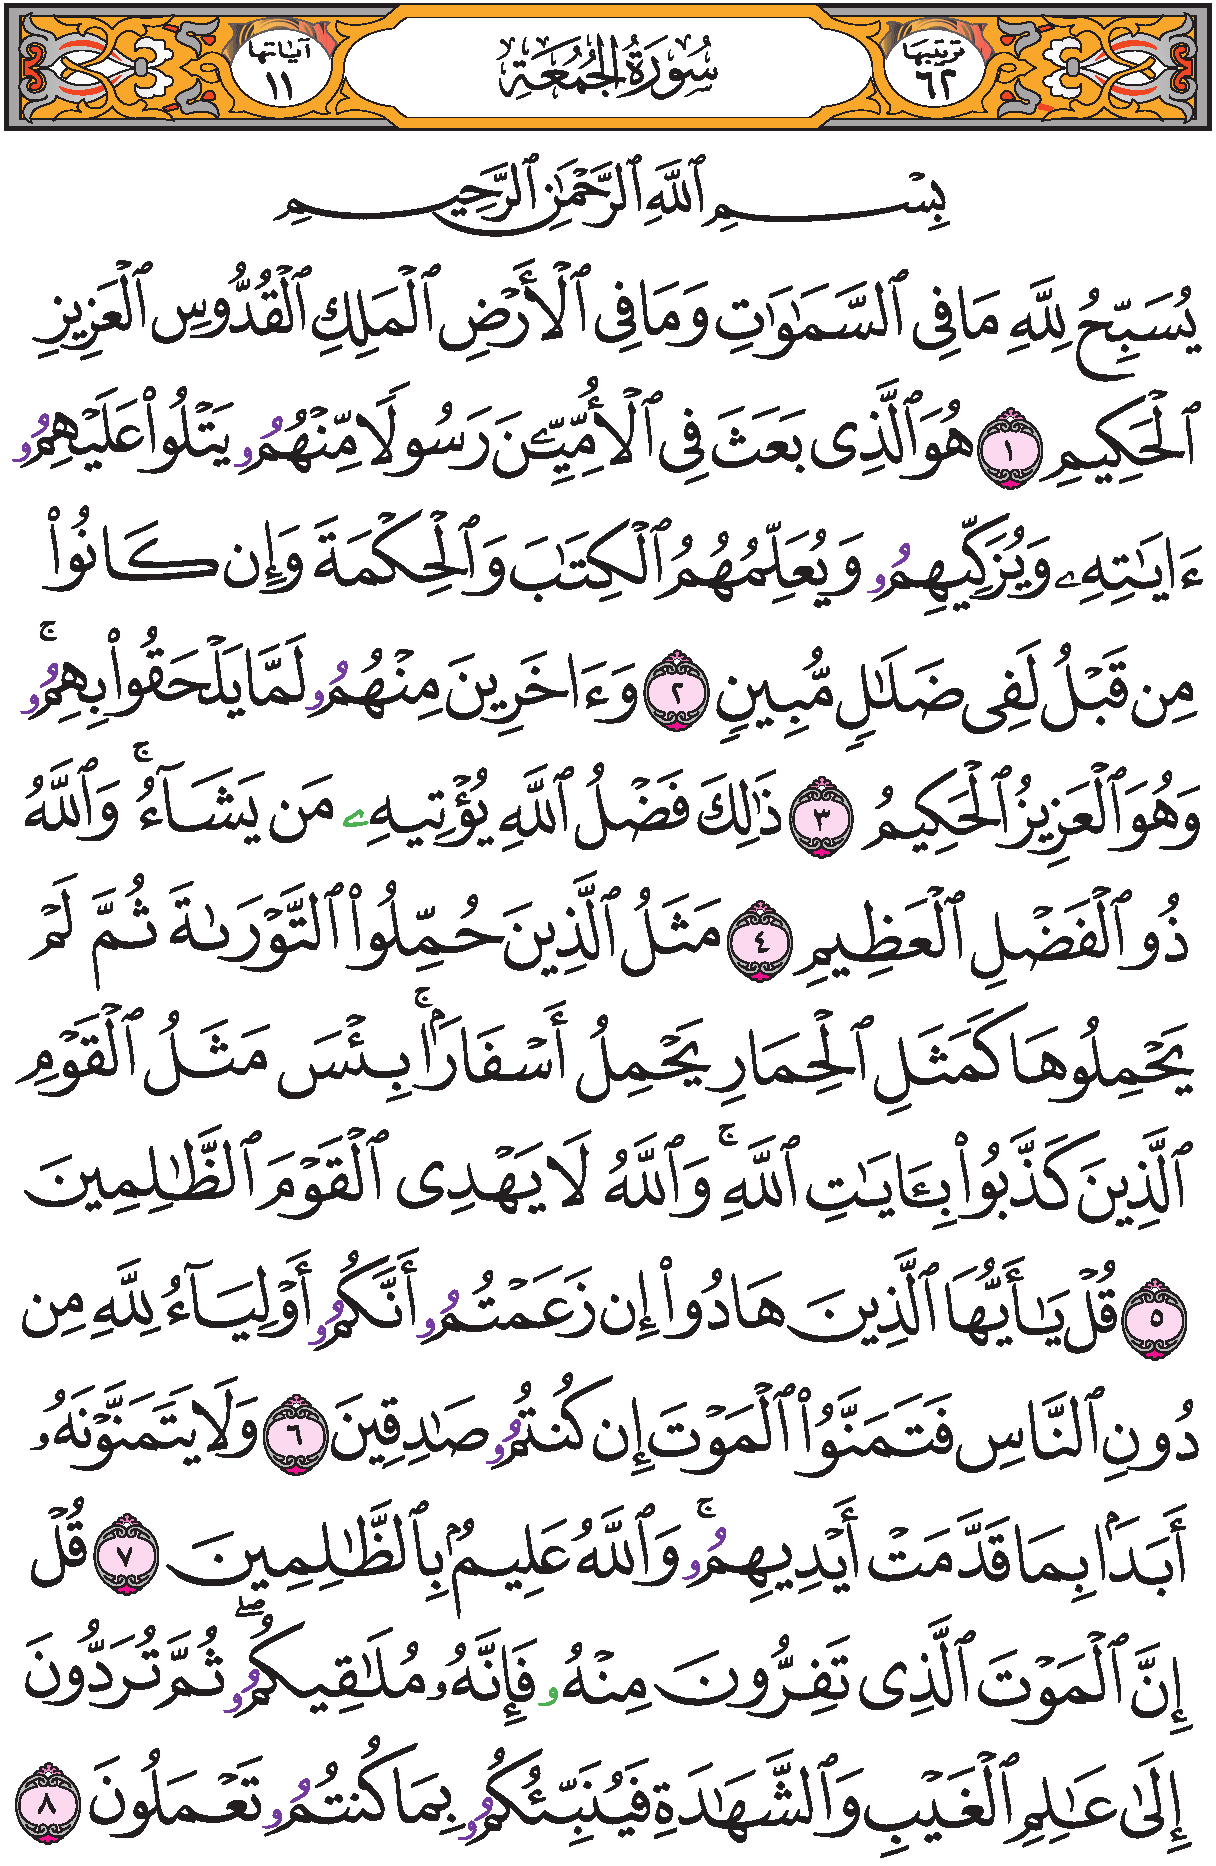 ترتيبها ٦٢ سُورَةُ الجُمُعَةِ آياتها ١١
بِسْمِ ٱللَّهِ ٱلرَّحْمَٰنِ ٱلرَّحِيمِ
يُسَبِّحُ لِلَّهِ مَا فِي ٱلسَّمَٰوَٰتِ وَمَا فِي ٱلْأَرْضِ ٱلْمَلِكِ ٱلْقُدُّوسِ ٱلْعَزِيزِ
ٱلْحَكِيمِ ١ هُوَ ٱلَّذِى بَعَثَ فِي ٱلْأُمِّيِّـۧنَ رَسُولًا مِّنْهُمُۥ يَتْلُوا۟ عَلَيْهِمُۥ
ءَايَٰتِهِۦ وَيُزَكِّيهِمُۥ وَيُعَلِّمُهُمُ ٱلْكِتَٰبَ وَٱلْحِكْمَةَ وَإِن كَانُوا۟
مِن قَبْلُ لَفِى ضَلَٰلٍ مُّبِينٍ ٢ وَءَاخَرِينَ مِنْهُمُۥ لَمَّا يَلْحَقُوا۟ بِهِمُۥ ۚ
وَهُوَ ٱلْعَزِيزُ ٱلْحَكِيمُ ٣ ذَٰلِكَ فَضْلُ ٱللَّهِ يُؤْتِيهِۦ مَن يَشَآءُ ۚ وَٱللَّهُ
ذُو ٱلْفَضْلِ ٱلْعَظِيمِ ٤ مَثَلُ ٱلَّذِينَ حُمِّلُوا۟ ٱلتَّوْرَىٰةَ ثُمَّ لَمْ
يَحْمِلُوهَا كَمَثَلِ ٱلْحِمَارِ يَحْمِلُ أَسْفَارَۢا ۚ بِئْسَ مَثَلُ ٱلْقَوْمِ
ٱلَّذِينَ كَذَّبُوا۟ بِـَٔايَٰتِ ٱللَّهِ ۚ وَٱللَّهُ لَا يَهْدِى ٱلْقَوْمَ ٱلظَّٰلِمِينَ
٥ قُلْ يَٰأَيُّهَا ٱلَّذِينَ هَادُوا۟ إِن زَعَمْتُمُۥ أَنَّكُمُۥ أَوْلِيَآءُ لِلَّهِ مِن
دُونِ ٱلنَّاسِ فَتَمَنَّوُا۟ ٱلْمَوْتَ إِن كُنتُمُۥ صَٰدِقِينَ ٦ وَلَا يَتَمَنَّوْنَهُۥ
أَبَدَۢا بِمَا قَدَّمَتْ أَيْدِيهِمُۥ ۚ وَٱللَّهُ عَلِيمُۢ بِٱلظَّٰلِمِينَ ٧ قُلْ
إِنَّ ٱلْمَوْتَ ٱلَّذِى تَفِرُّونَ مِنْهُۥ فَإِنَّهُۥ مُلَٰقِيكُمُۥ ۖ ثُمَّ تُرَدُّونَ
إِلَىٰ عَٰلِمِ ٱلْغَيْبِ وَٱلشَّهَٰدَةِ فَيُنَبِّئُكُمُۥ بِمَا كُنتُمُۥ تَعْمَلُونَ ٨